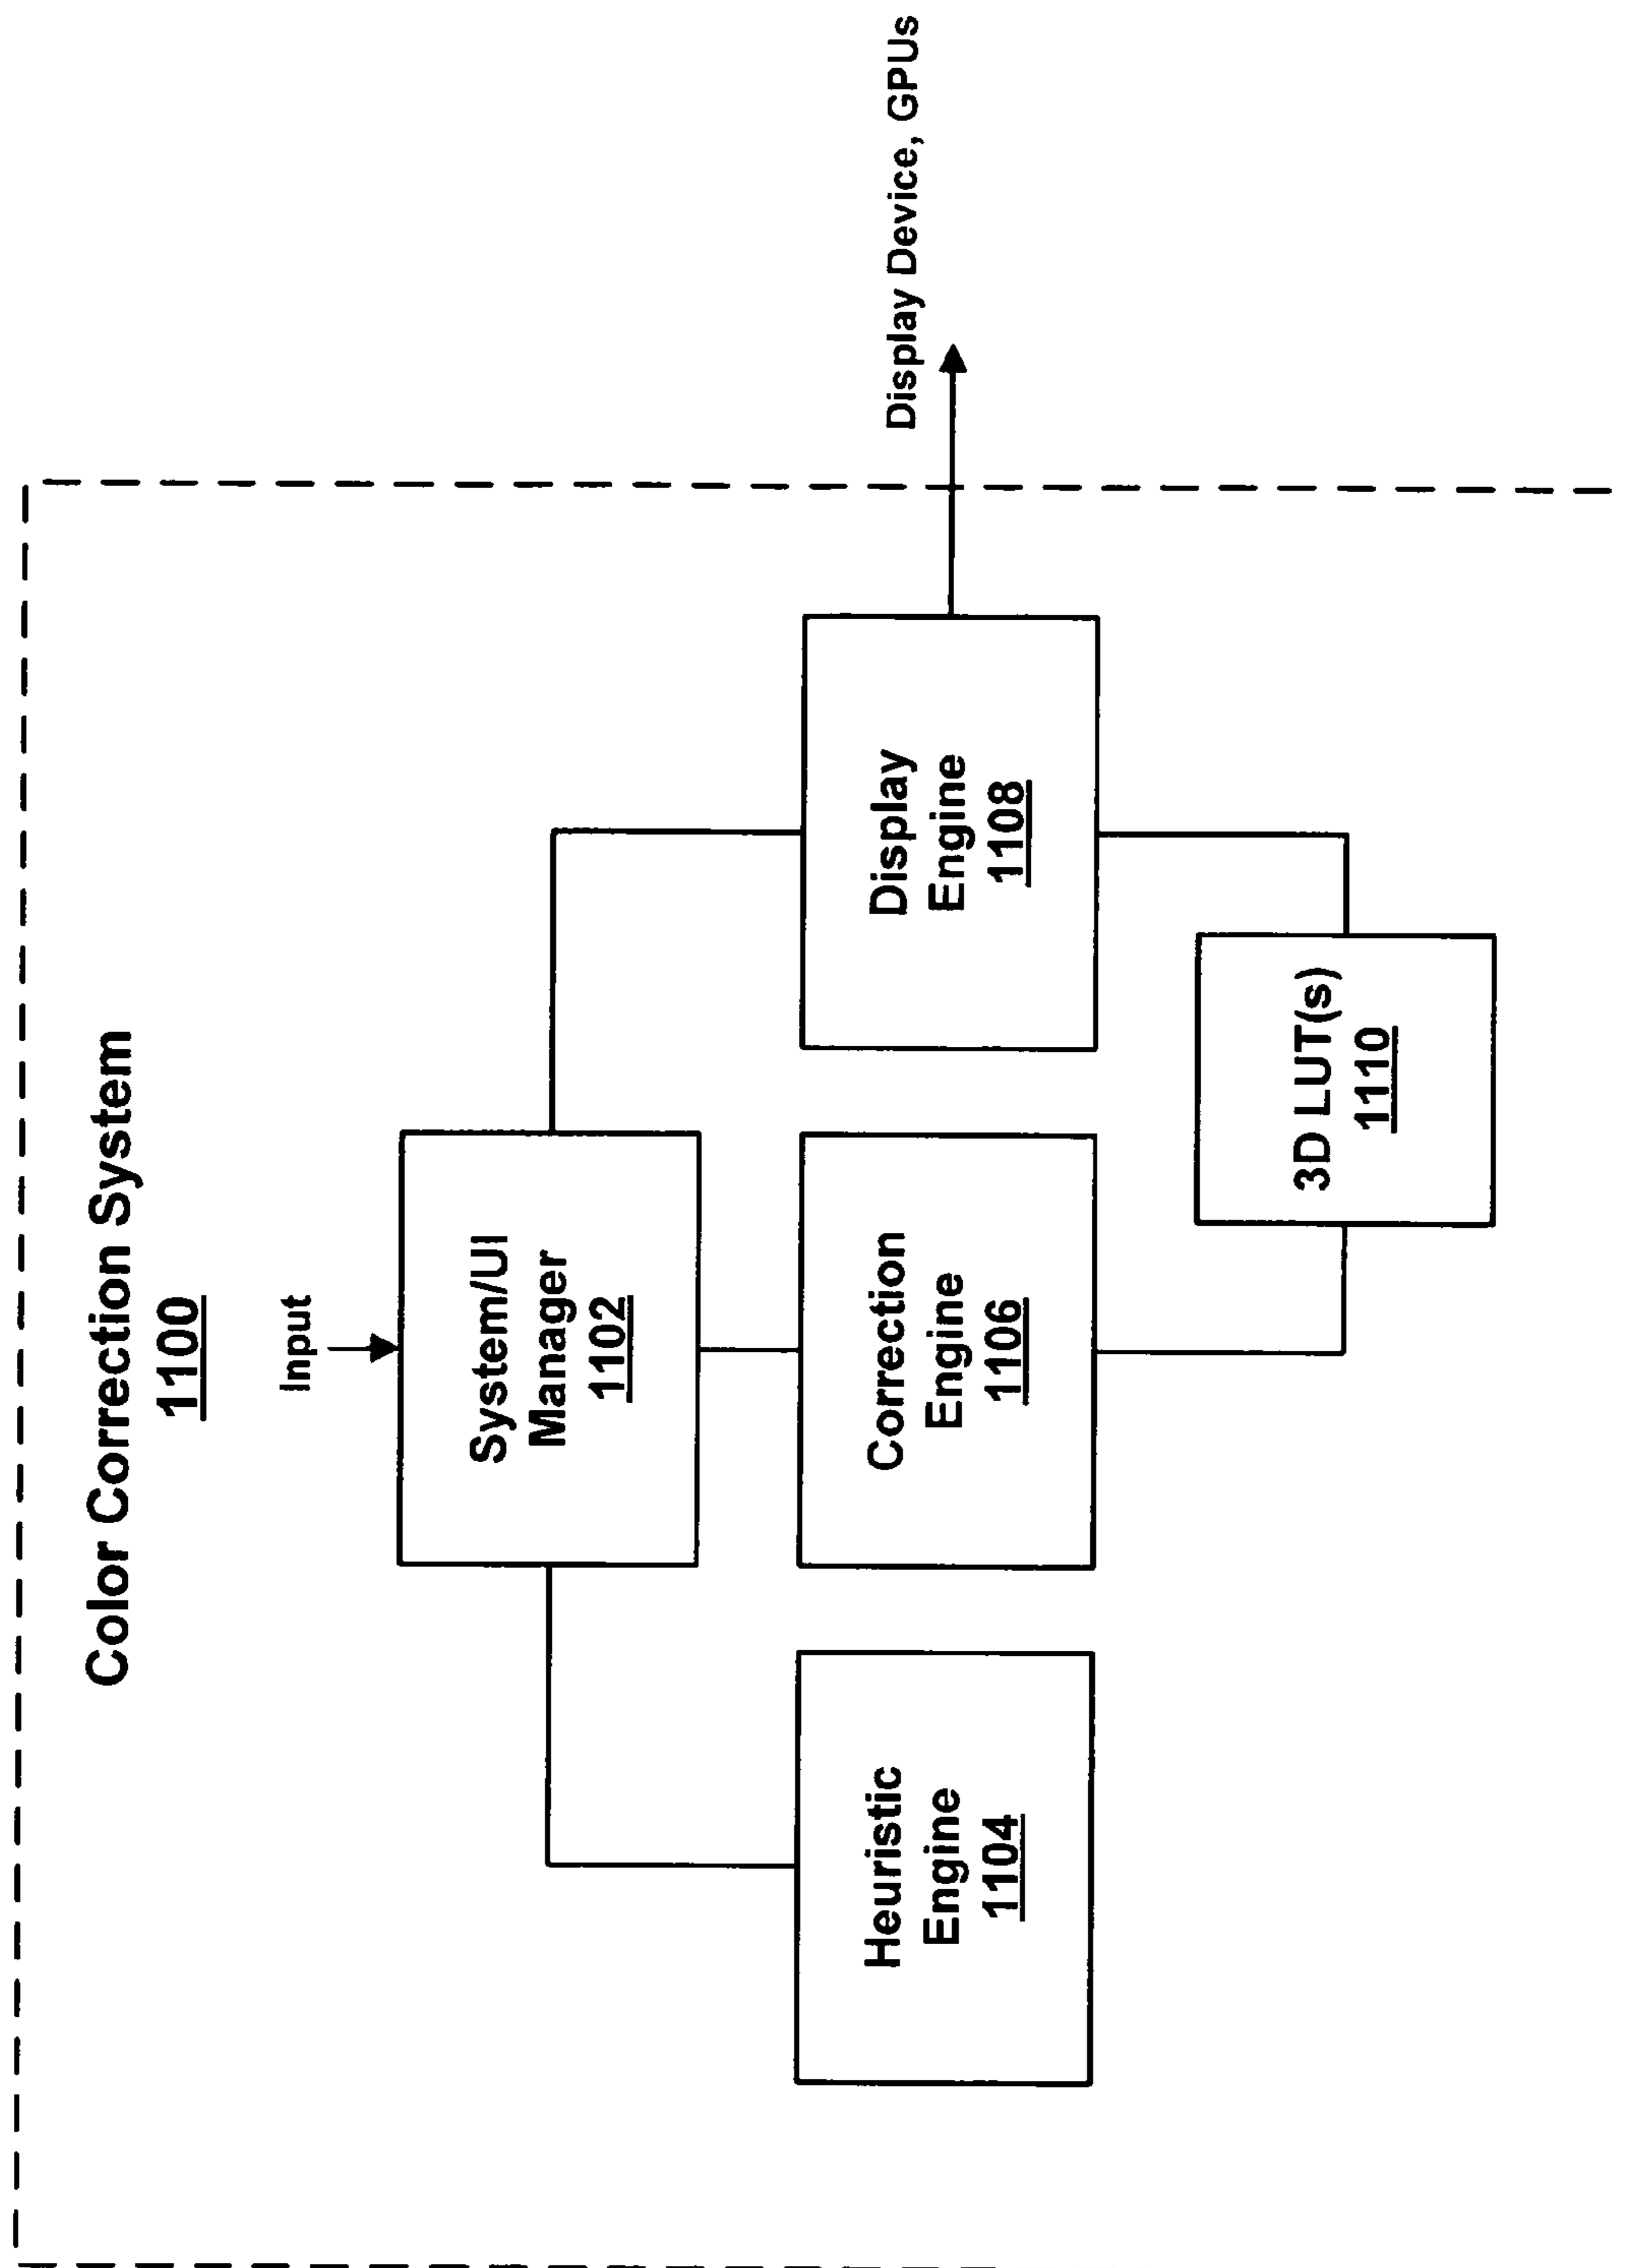 Color Correction System
1100
Input
System/UI
Manager
1102
Heuristic
Engine
1104
Correction
Engine
1106
Display
Engine
1108
Display Device, GPUs
3D LUT(s)
1110